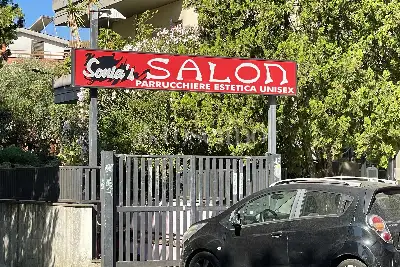 Sonia's SALON
PARRUCCHIERE ESTETICA UNISEX